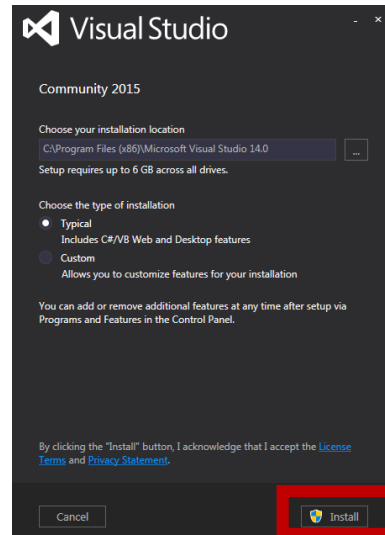 Visual Studio
Community 2015
Choose your installation location
C:\Program Files (x86)\Microsoft Visual Studio 14.0
...
Setup requires up to 6 GB across all drives.
Choose the type of installation
Typical
Includes C#/VB Web and Desktop features
Custom
Allows you to customize features for your installation
You can add or remove additional features at any time after setup via
Programs and Features in the Control Panel.
By clicking the "Install" button, I acknowledge that I accept the License
Terms and Privacy Statement.
Cancel
Install